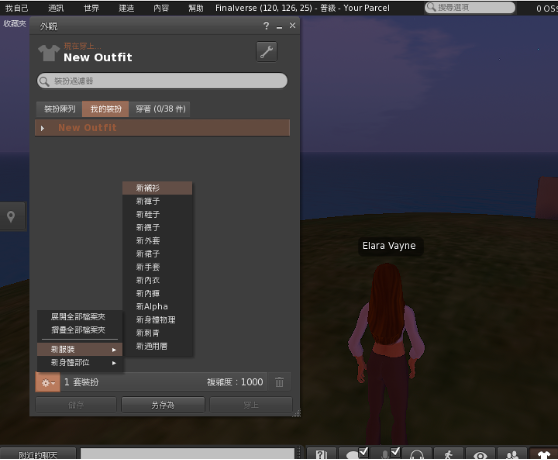 我自己 通訊 世界 建造 內容 幫助 Finalverse (120, 126, 25) - 普級 - Your Parcel 搜尋選項 0 OS
收藏夾
外觀
現在穿上...
New Outfit
裝扮過濾器
裝扮陳列 我的裝扮 穿著 (0/38 件)
New Outfit
新襯衫
新褲子
新鞋子
新襪子
新外套
新裙子
新手套
新內衣
新內褲
新Alpha
新身體物理
新刺青
新通用層
展開全部檔案夾
摺疊全部檔案夾
新服裝
新身體部位
1 套裝扮 複雜度：1000
儲存 另存為 穿上
Elara Vayne
附近的聊天